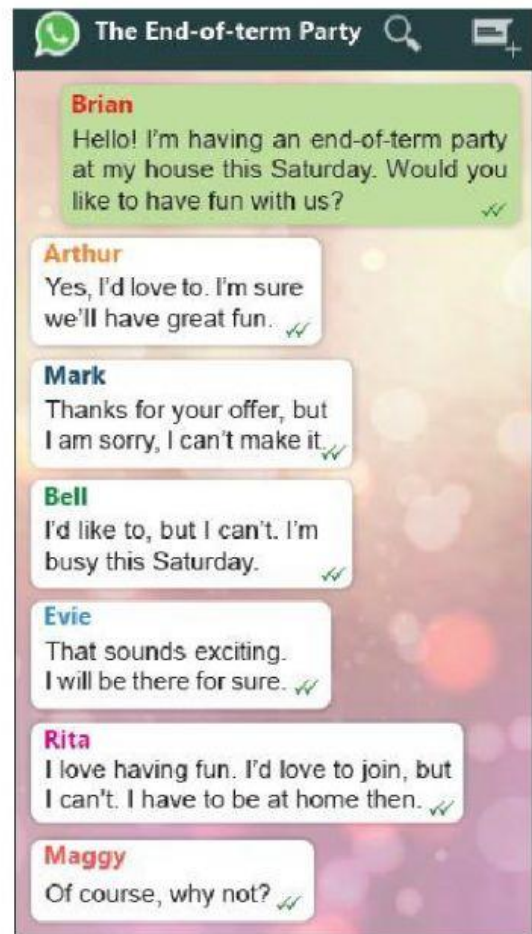 The End-of-term Party
Brian
Hello! I'm having an end-of-term party
at my house this Saturday. Would you
like to have fun with us?
Arthur
Yes, I'd love to. I'm sure
we'll have great fun.
Mark
Thanks for your offer, but
I am sorry, I can't make it
Bell
I'd like to, but I can't. I'm
busy this Saturday.
Evie
That sounds exciting.
I will be there for sure.
Rita
I love having fun. I'd love to join, but
I can't. I have to be at home then.
Maggy
Of course, why not?